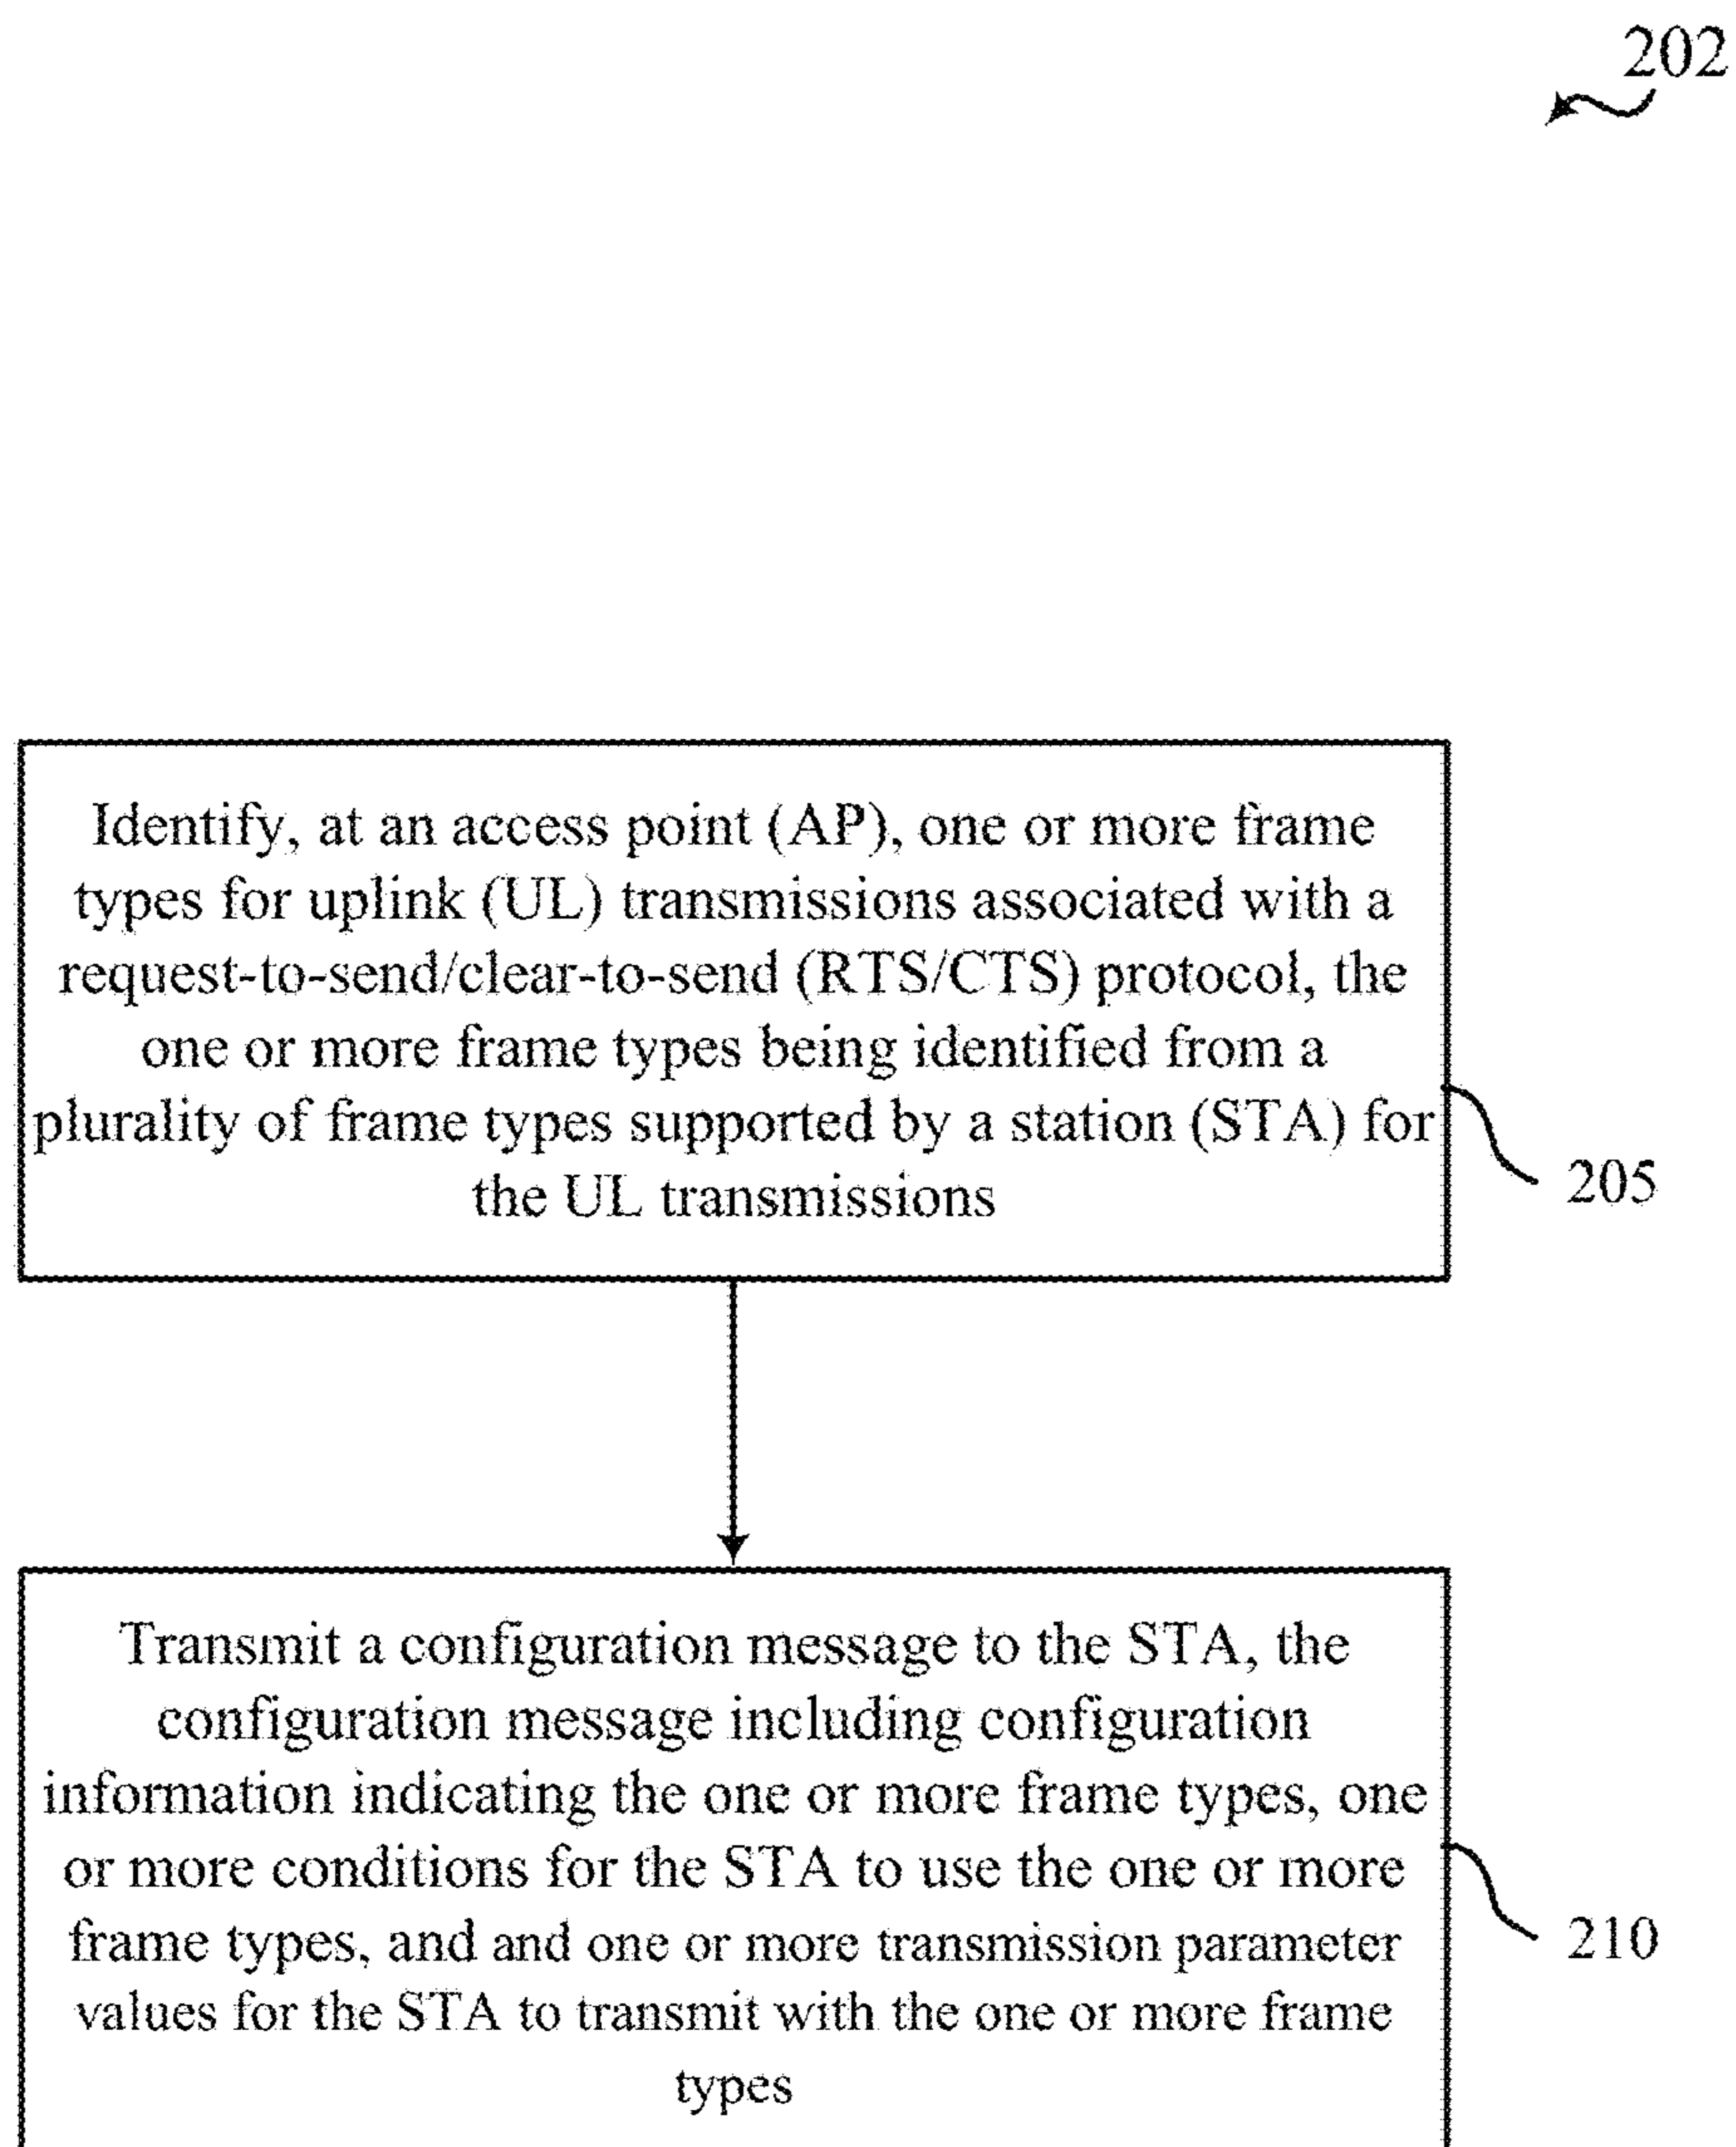 202
Identify, at an access point (AP), one or more frame
types for uplink (UL) transmissions associated with a
request-to-send/clear-to-send (RTS/CTS) protocol, the
one or more frame types being identified from a
plurality of frame types supported by a station (STA) for
the UL transmissions
205
Transmit a configuration message to the STA, the
configuration message including configuration
information indicating the one or more frame types, one
or more conditions for the STA to use the one or more
frame types, and and one or more transmission parameter
values for the STA to transmit with the one or more frame
types
210